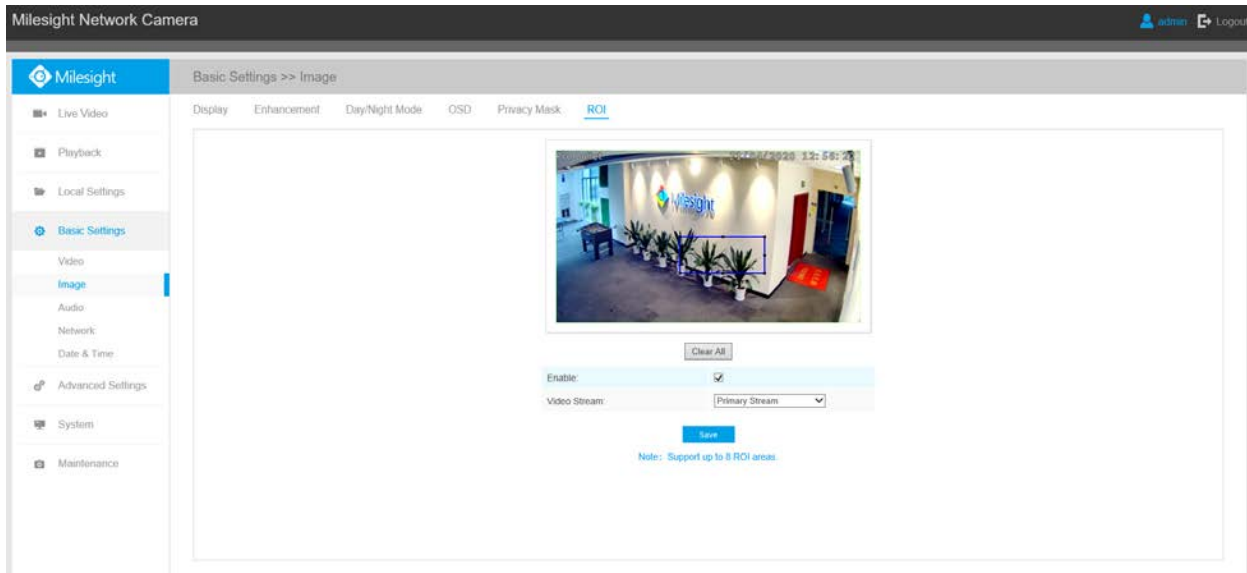 Milesight Network Camera
admin Logout
Milesight
Basic Settings >> Image
Live Video
Playback
Local Settings
Basic Settings
Video
Image
Audio
Network
Date & Time
Advanced Settings
System
Maintenance
Display Enhancement Day/Night Mode OSD Privacy Mask ROI
Milesight
Clear All
Enable:
Video Stream: Primary Stream
Save
Note: Support up to 8 ROI areas.